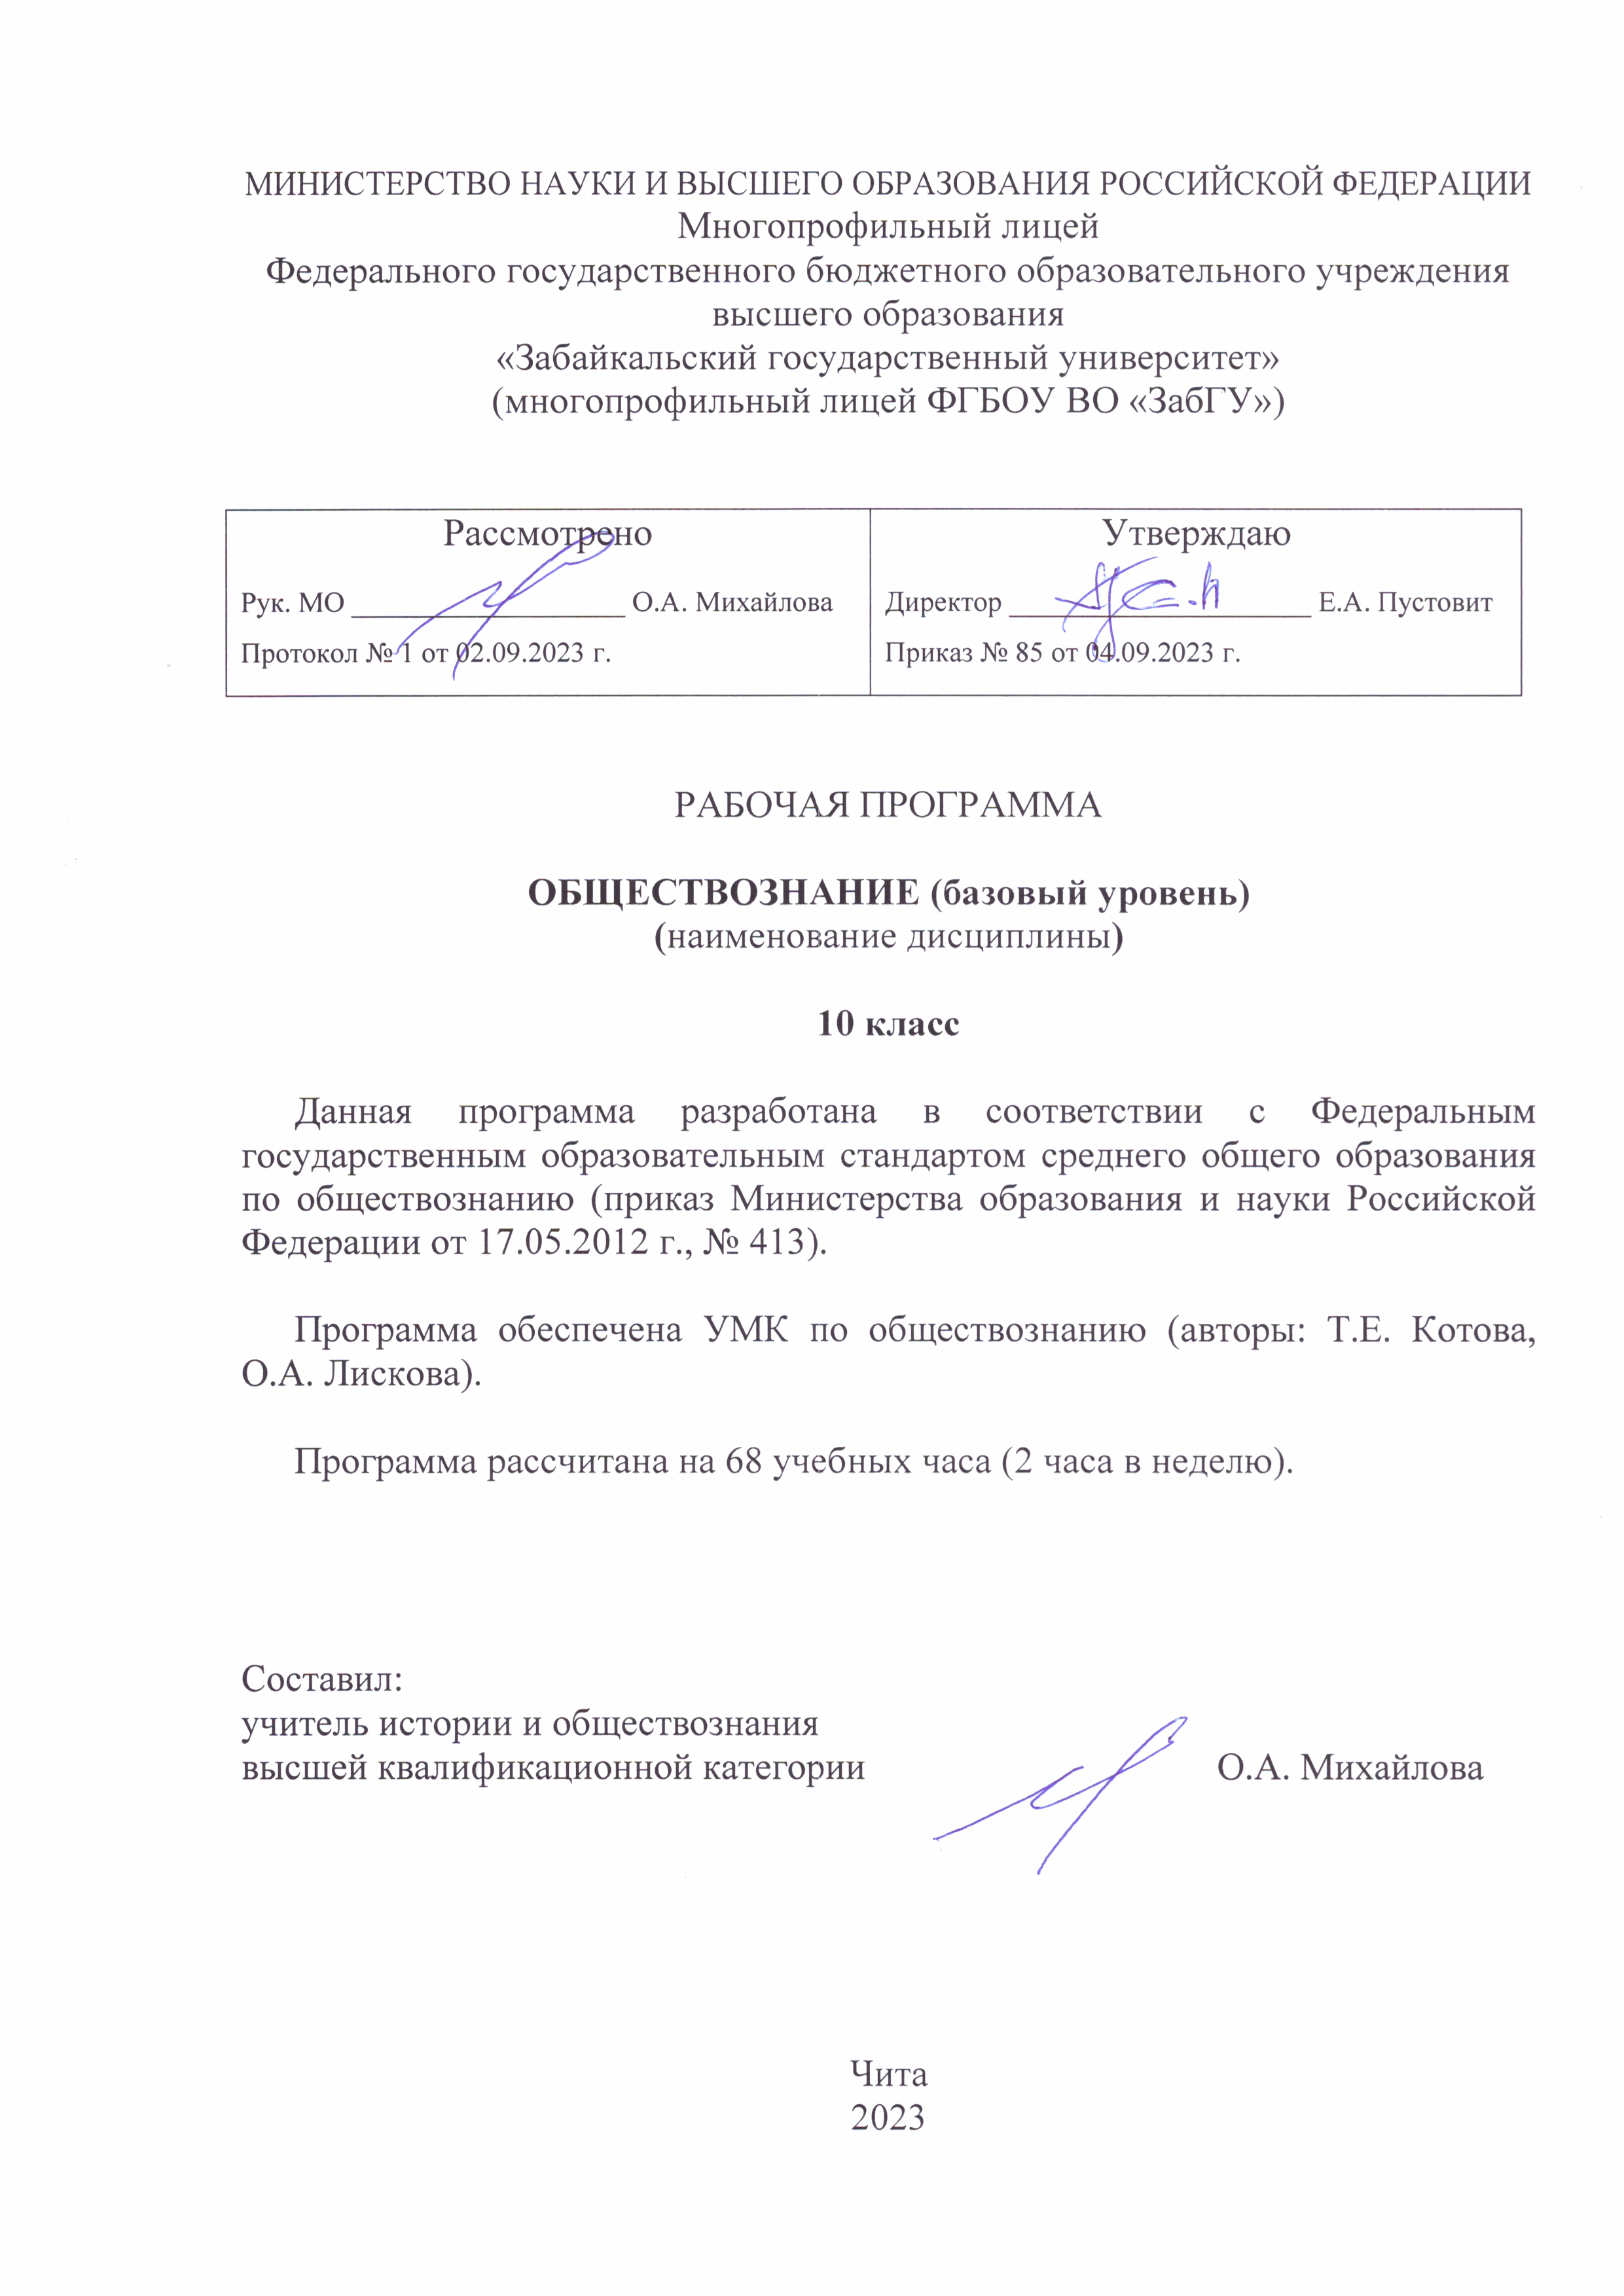 МИНИСТЕРСТВО НАУКИ И ВЫСШЕГО ОБРАЗОВАНИЯ РОССИЙСКОЙ ФЕДЕРАЦИИ
Многопрофильный лицей
Федерального государственного бюджетного образовательного учреждения
высшего образования
«Забайкальский государственный университет»
(многопрофильный лицей ФГБОУ ВО «ЗабГУ»)
Рассмотрено
Рук. МО ____________________ О.А. Михайлова
Протокол № 1 от 02.09.2023 г.
Утверждаю
Директор ______________________ Е.А. Пустовит
Приказ № 85 от 04.09.2023 г.
РАБОЧАЯ ПРОГРАММА
ОБЩЕСТВОЗНАНИЕ (базовый уровень)
(наименование дисциплины)
10 класс
Данная программа разработана в соответствии с Федеральным
государственным образовательным стандартом среднего общего образования
по обществознанию (приказ Министерства образования и науки Российской
Федерации от 17.05.2012 г., № 413).
Программа обеспечена УМК по обществознанию (авторы: Т.Е. Котова,
О.А. Лискова).
Программа рассчитана на 68 учебных часа (2 часа в неделю).
Составил:
учитель истории и обществознания
высшей квалификационной категории О.А. Михайлова
Чита
2023